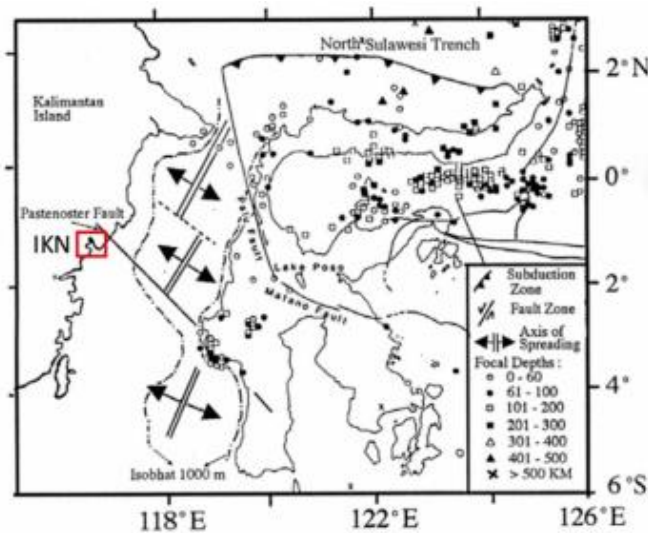 North Sulawesi Trench
2°N
Kalimantan
Island
0°
Pastenoster Fault
IKN
Palu Fault
Lake Poso
Matano Fault
2°
4°
6°S
Subduction
Zone
Fault Zone
Axis of
Spreading
Focal Depths :
0 - 60
61 - 100
101 - 200
201 - 300
301 - 400
401 - 500
> 500 KM
Isobhat 1000 m
118°E
122°E
126°E